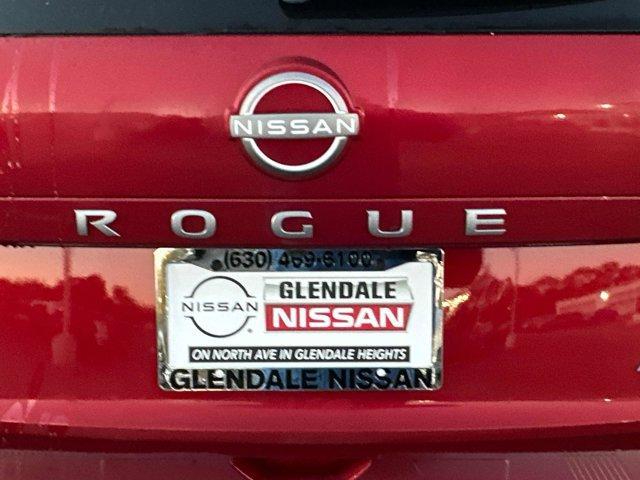 NISSAN
ROGUE
(630) 469-6100
NISSAN
GLENDALE
NISSAN
ON NORTH AVE IN GLENDALE HEIGHTS
GLENDALE NISSAN